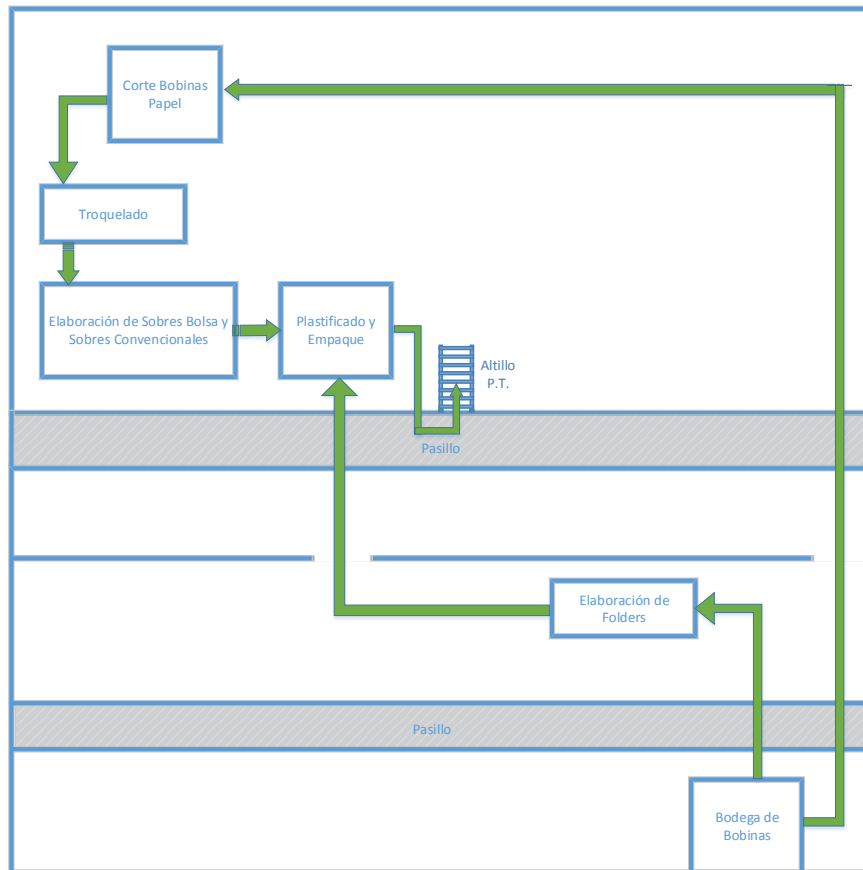 Corte Bobinas
Papel
Troquelado
Elaboración de Sobres Bolsa y
Sobres Convencionales
Plastificado y
Empaque
Altillo
P.T.
Pasillo
Elaboración de
Folders
Pasillo
Bodega de
Bobinas